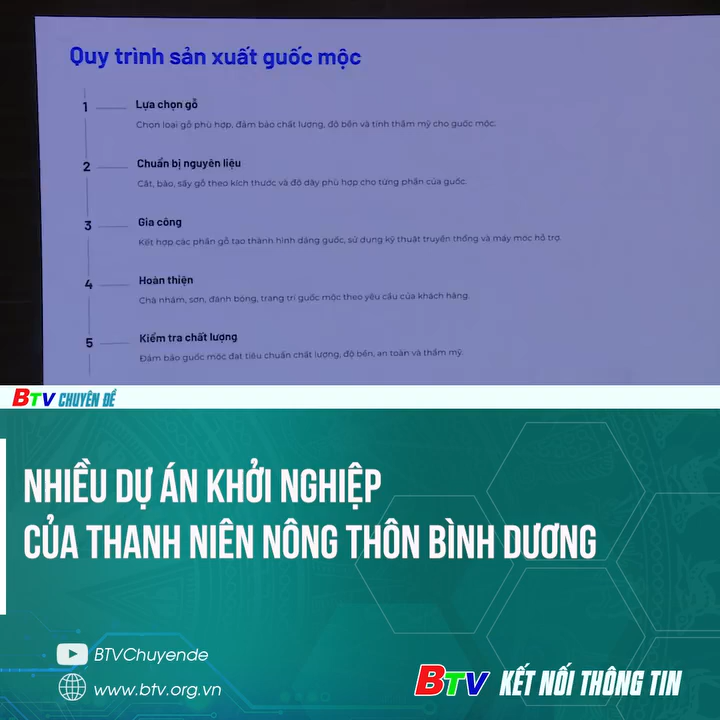 Quy trình sản xuất guốc mộc
1 Lựa chọn gỗ
Chọn loại gỗ phù hợp, đảm bảo chất lượng, độ bền và tính thẩm mỹ cho guốc mộc.
2 Chuẩn bị nguyên liệu
Cắt, bào, sấy gỗ theo kích thước và độ dày phù hợp cho từng phần của guốc.
3 Gia công
Kết hợp các phần gỗ tạo thành hình dáng guốc, sử dụng kỹ thuật truyền thống và máy móc hỗ trợ.
4 Hoàn thiện
Chà nhám, sơn, đánh bóng, trang trí guốc mộc theo yêu cầu của khách hàng.
5 Kiểm tra chất lượng
Đảm bảo guốc mộc đạt tiêu chuẩn chất lượng, độ bền, an toàn và thẩm mỹ.
BTV CHUYÊN ĐỀ
NHIỀU DỰ ÁN KHỞI NGHIỆP
CỦA THANH NIÊN NÔNG THÔN BÌNH DƯƠNG
BTVChuyende
www.btv.org.vn
BTV KẾT NỐI THÔNG TIN